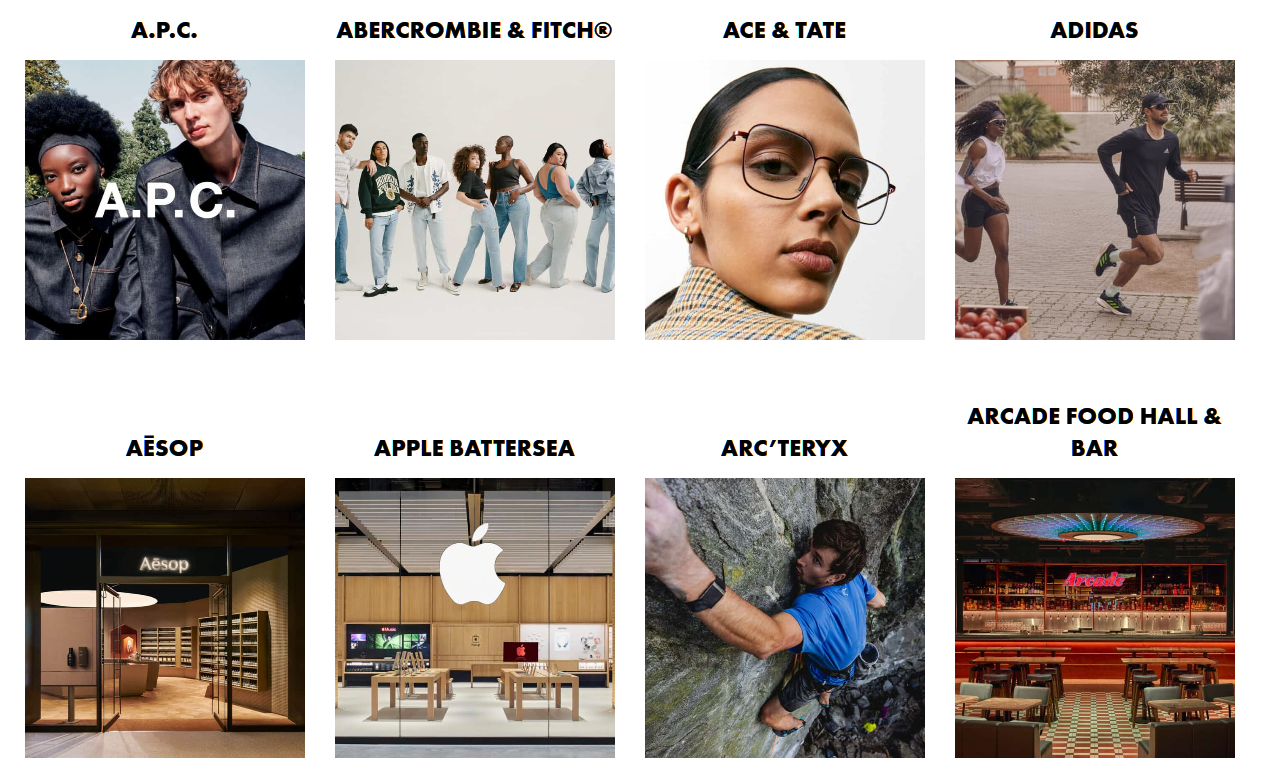 A.P.C.
ABERCROMBIE & FITCH®
ACE & TATE
ADIDAS
A.P.C.
AĒSOP
APPLE BATTERSEA
ARC’TERYX
ARCADE FOOD HALL &
BAR
Aēsop
Arcade